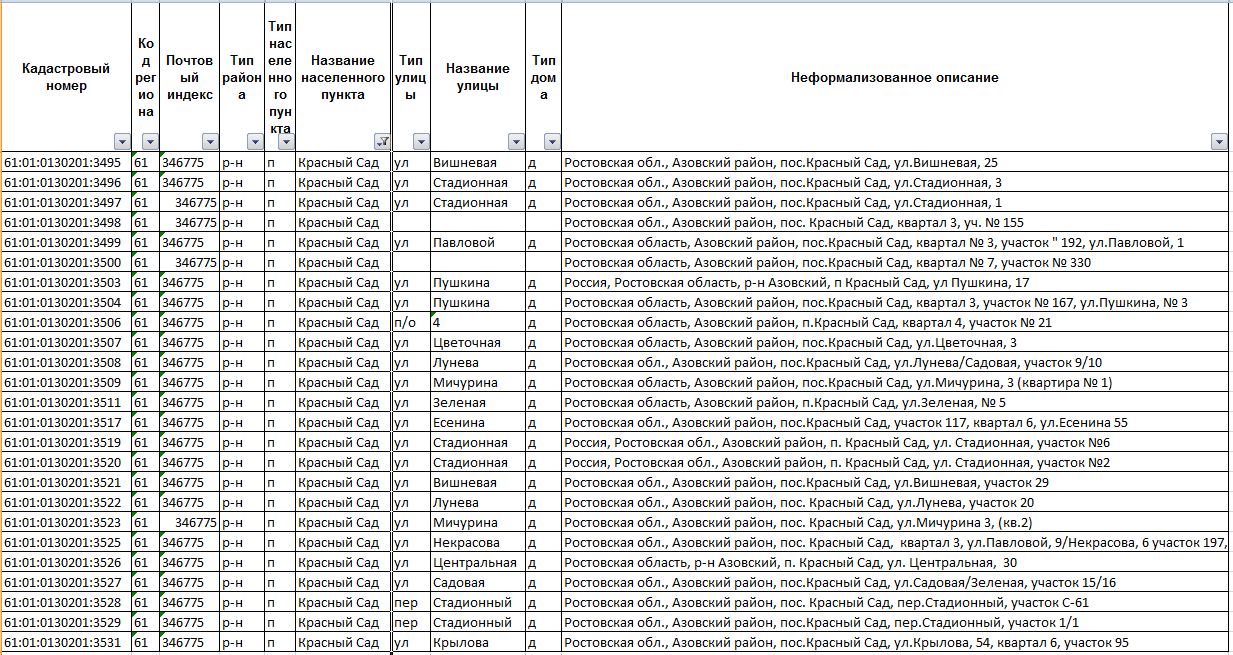 Кадастровый номер Код региона Почтовый индекс Тип района Тип населенного пункта Название населенного пункта Тип улицы Название улицы Тип дома Неформализованное описание
61:01:0130201:3495 61 346775 р-н п Красный Сад ул Вишневая д Ростовская обл., Азовский район, пос.Красный Сад, ул.Вишневая, 25
61:01:0130201:3496 61 346775 р-н п Красный Сад ул Стадионная д Ростовская обл., Азовский район, пос.Красный Сад, ул.Стадионная, 3
61:01:0130201:3497 61 346775 р-н п Красный Сад ул Стадионная д Ростовская обл., Азовский район, пос.Красный Сад, ул.Стадионная, 1
61:01:0130201:3498 61 346775 р-н п Красный Сад Ростовская обл., Азовский район, пос. Красный Сад, квартал 3, уч. № 155
61:01:0130201:3499 61 346775 р-н п Красный Сад ул Павловой д Ростовская область, Азовский район, пос.Красный Сад, квартал № 3, участок " 192, ул.Павловой, 1
61:01:0130201:3500 61 346775 р-н п Красный Сад Ростовская область, Азовский район, пос.Красный Сад, квартал № 7, участок № 330
61:01:0130201:3503 61 346775 р-н п Красный Сад ул Пушкина д Россия, Ростовская область, р-н Азовский, п Красный Сад, ул Пушкина, 17
61:01:0130201:3504 61 346775 р-н п Красный Сад ул Пушкина д Ростовская область, Азовский район, пос.Красный Сад, квартал 3, участок № 167, ул.Пушкина, № 3
61:01:0130201:3506 61 346775 р-н п Красный Сад п/о 4 д Ростовская область, Азовский район, п.Красный Сад, квартал 4, участок № 21
61:01:0130201:3507 61 346775 р-н п Красный Сад ул Цветочная д Ростовская область, Азовский район, пос.Красный Сад, ул.Цветочная, 3
61:01:0130201:3508 61 346775 р-н п Красный Сад ул Лунева д Ростовская область, Азовский район, пос.Красный Сад, ул.Лунева/Садовая, участок 9/10
61:01:0130201:3509 61 346775 р-н п Красный Сад ул Мичурина д Ростовская область, Азовский район, пос.Красный Сад, ул.Мичурина, 3 (квартира № 1)
61:01:0130201:3511 61 346775 р-н п Красный Сад ул Зеленая д Ростовская область, Азовский район, п.Красный Сад, ул.Зеленая, № 5
61:01:0130201:3517 61 346775 р-н п Красный Сад ул Есенина д Ростовская обл., Азовский район, пос.Красный Сад, участок 117, квартал 6, ул.Есенина 55
61:01:0130201:3519 61 346775 р-н п Красный Сад ул Стадионная д Россия, Ростовская обл., Азовский район, п. Красный Сад, ул. Стадионная, участок №6
61:01:0130201:3520 61 346775 р-н п Красный Сад ул Стадионная д Россия, Ростовская обл., Азовский район, п. Красный Сад, ул. Стадионная, участок №2
61:01:0130201:3521 61 346775 р-н п Красный Сад ул Вишневая д Ростовская обл., Азовский район, пос.Красный Сад, ул.Вишневая, участок 29
61:01:0130201:3522 61 346775 р-н п Красный Сад ул Лунева д Ростовская обл., Азовский район, пос. Красный Сад, ул.Лунева, участок 20
61:01:0130201:3523 61 346775 р-н п Красный Сад ул Мичурина д Ростовская обл., Азовский район, пос. Красный Сад, ул.Мичурина 3, (кв.2)
61:01:0130201:3525 61 346775 р-н п Красный Сад ул Некрасова д Ростовская обл., Азовский район, пос. Красный Сад, квартал 3, ул.Павловой, 9/Некрасова, 6 участок 197,
61:01:0130201:3526 61 346775 р-н п Красный Сад ул Центральная д Ростовская область, р-н Азовский, п. Красный Сад, ул. Центральная, 30
61:01:0130201:3527 61 346775 р-н п Красный Сад ул Садовая д Ростовская обл., Азовский район, пос.Красный Сад, ул.Садовая/Зеленая, участок 15/16
61:01:0130201:3528 61 346775 р-н п Красный Сад пер Стадионный д Ростовская обл., Азовский район, пос. Красный Сад, пер.Стадионный, участок С-61
61:01:0130201:3529 61 346775 р-н п Красный Сад пер Стадионный д Ростовская обл., Азовский район, пос.Красный Сад, пер.Стадионный, участок 1/1
61:01:0130201:3531 61 346775 р-н п Красный Сад ул Крылова д Ростовская обл., Азовский район, пос.Красный Сад, ул.Крылова, 54, квартал 6, участок 95